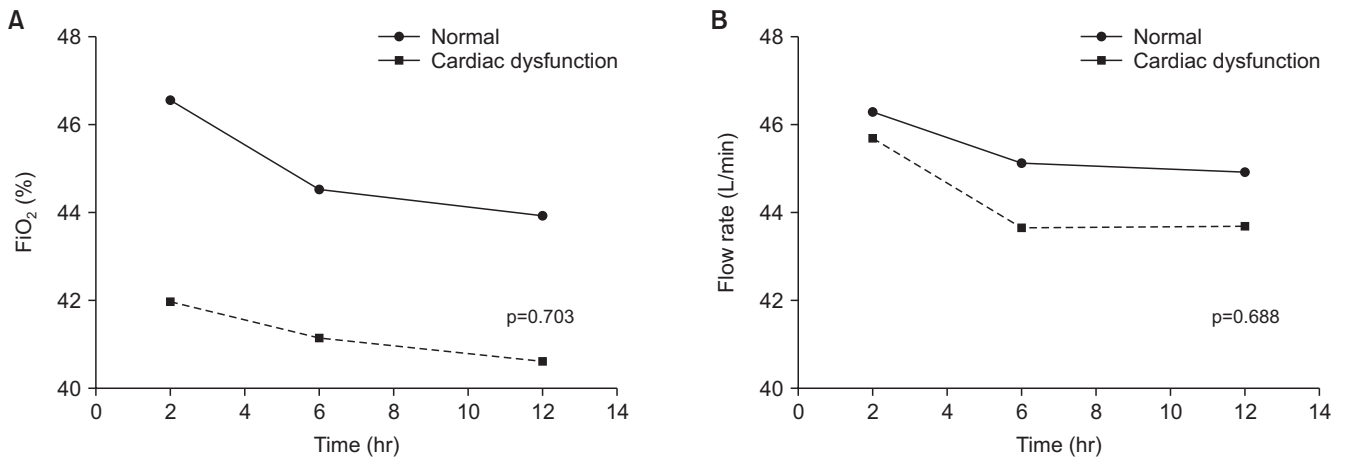 A
48
46
44
42
40
FiO₂ (%)
Normal
Cardiac dysfunction
p=0.703
0 2 4 6 8 10 12 14
Time (hr)
B
48
46
44
42
40
Flow rate (L/min)
Normal
Cardiac dysfunction
p=0.688
0 2 4 6 8 10 12 14
Time (hr)